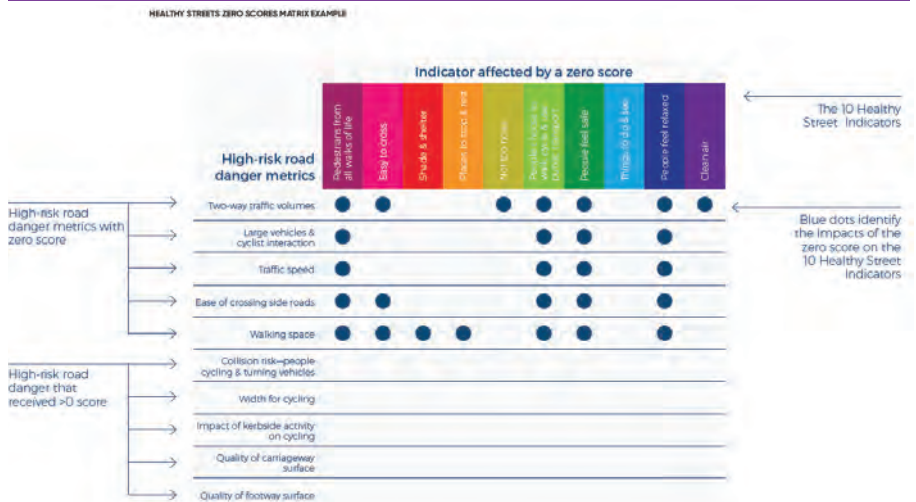 HEALTHY STREETS ZERO SCORES MATRIX EXAMPLE
Indicator affected by a zero score
The 10 Healthy
Street Indicators
High-risk road
danger metrics
Pedestrians from
all walks of life
Easy to cross
Shade & shelter
Places to stop & rest
Not too noisy
People choose to
walk, cycle & use
public transport
People feel safe
Things to do & see
People feel relaxed
Clean air
High-risk road
danger metrics with
zero score
Two-way traffic volumes
Large vehicles &
cyclist interaction
Traffic speed
Ease of crossing side roads
Walking space
Blue dots identify
the impacts of the
zero score on the
10 Healthy Street
Indicators
High-risk road
danger that
received >0 score
Collision risk—people
cycling & turning vehicles
Width for cycling
Impact of kerbside activity
on cycling
Quality of carriageway
surface
Quality of footway surface